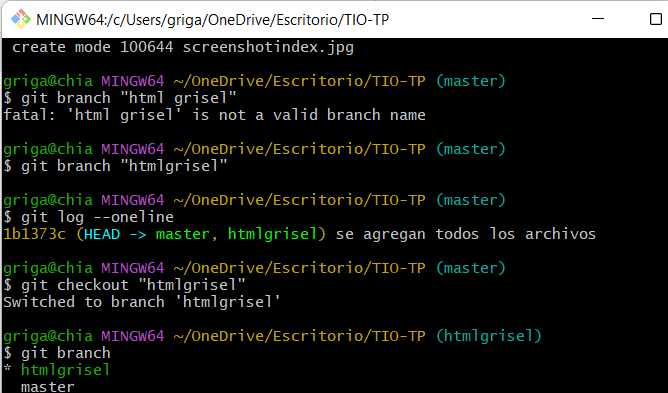 MINGW64:/c/Users/griga/OneDrive/Escritorio/TIO-TP
create mode 100644 screenshotindex.jpg
griga@chia MINGW64 ~/OneDrive/Escritorio/TIO-TP (master)
$ git branch "html grisel"
fatal: 'html grisel' is not a valid branch name
griga@chia MINGW64 ~/OneDrive/Escritorio/TIO-TP (master)
$ git branch "htmlgrisel"
griga@chia MINGW64 ~/OneDrive/Escritorio/TIO-TP (master)
$ git log --oneline
1b1373c (HEAD -> master, htmlgrisel) se agregan todos los archivos
griga@chia MINGW64 ~/OneDrive/Escritorio/TIO-TP (master)
$ git checkout "htmlgrisel"
Switched to branch 'htmlgrisel'
griga@chia MINGW64 ~/OneDrive/Escritorio/TIO-TP (htmlgrisel)
$ git branch
* htmlgrisel
master